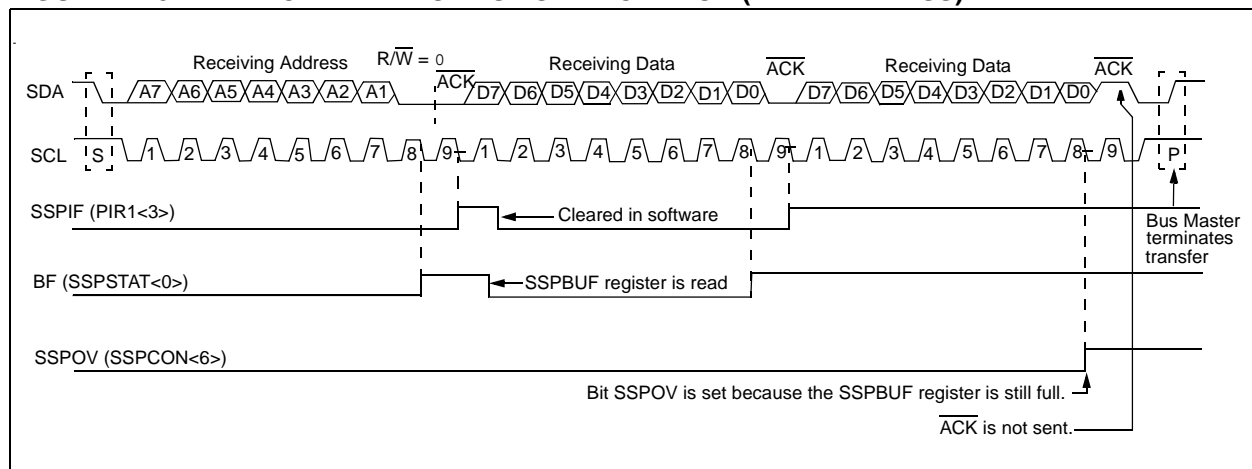 Receiving Address R/W = 0 Receiving Data ACK Receiving Data ACK
ACK
SDA A7 A6 A5 A4 A3 A2 A1 D7 D6 D5 D4 D3 D2 D1 D0 D7 D6 D5 D4 D3 D2 D1 D0
SCL S 1 2 3 4 5 6 7 8 9 1 2 3 4 5 6 7 8 9 1 2 3 4 5 6 7 8 9 P
SSPIF (PIR1<3>)
Cleared in software
Bus Master
terminates
transfer
BF (SSPSTAT<0>)
SSPBUF register is read
SSPOV (SSPCON<6>)
Bit SSPOV is set because the SSPBUF register is still full.
ACK is not sent.